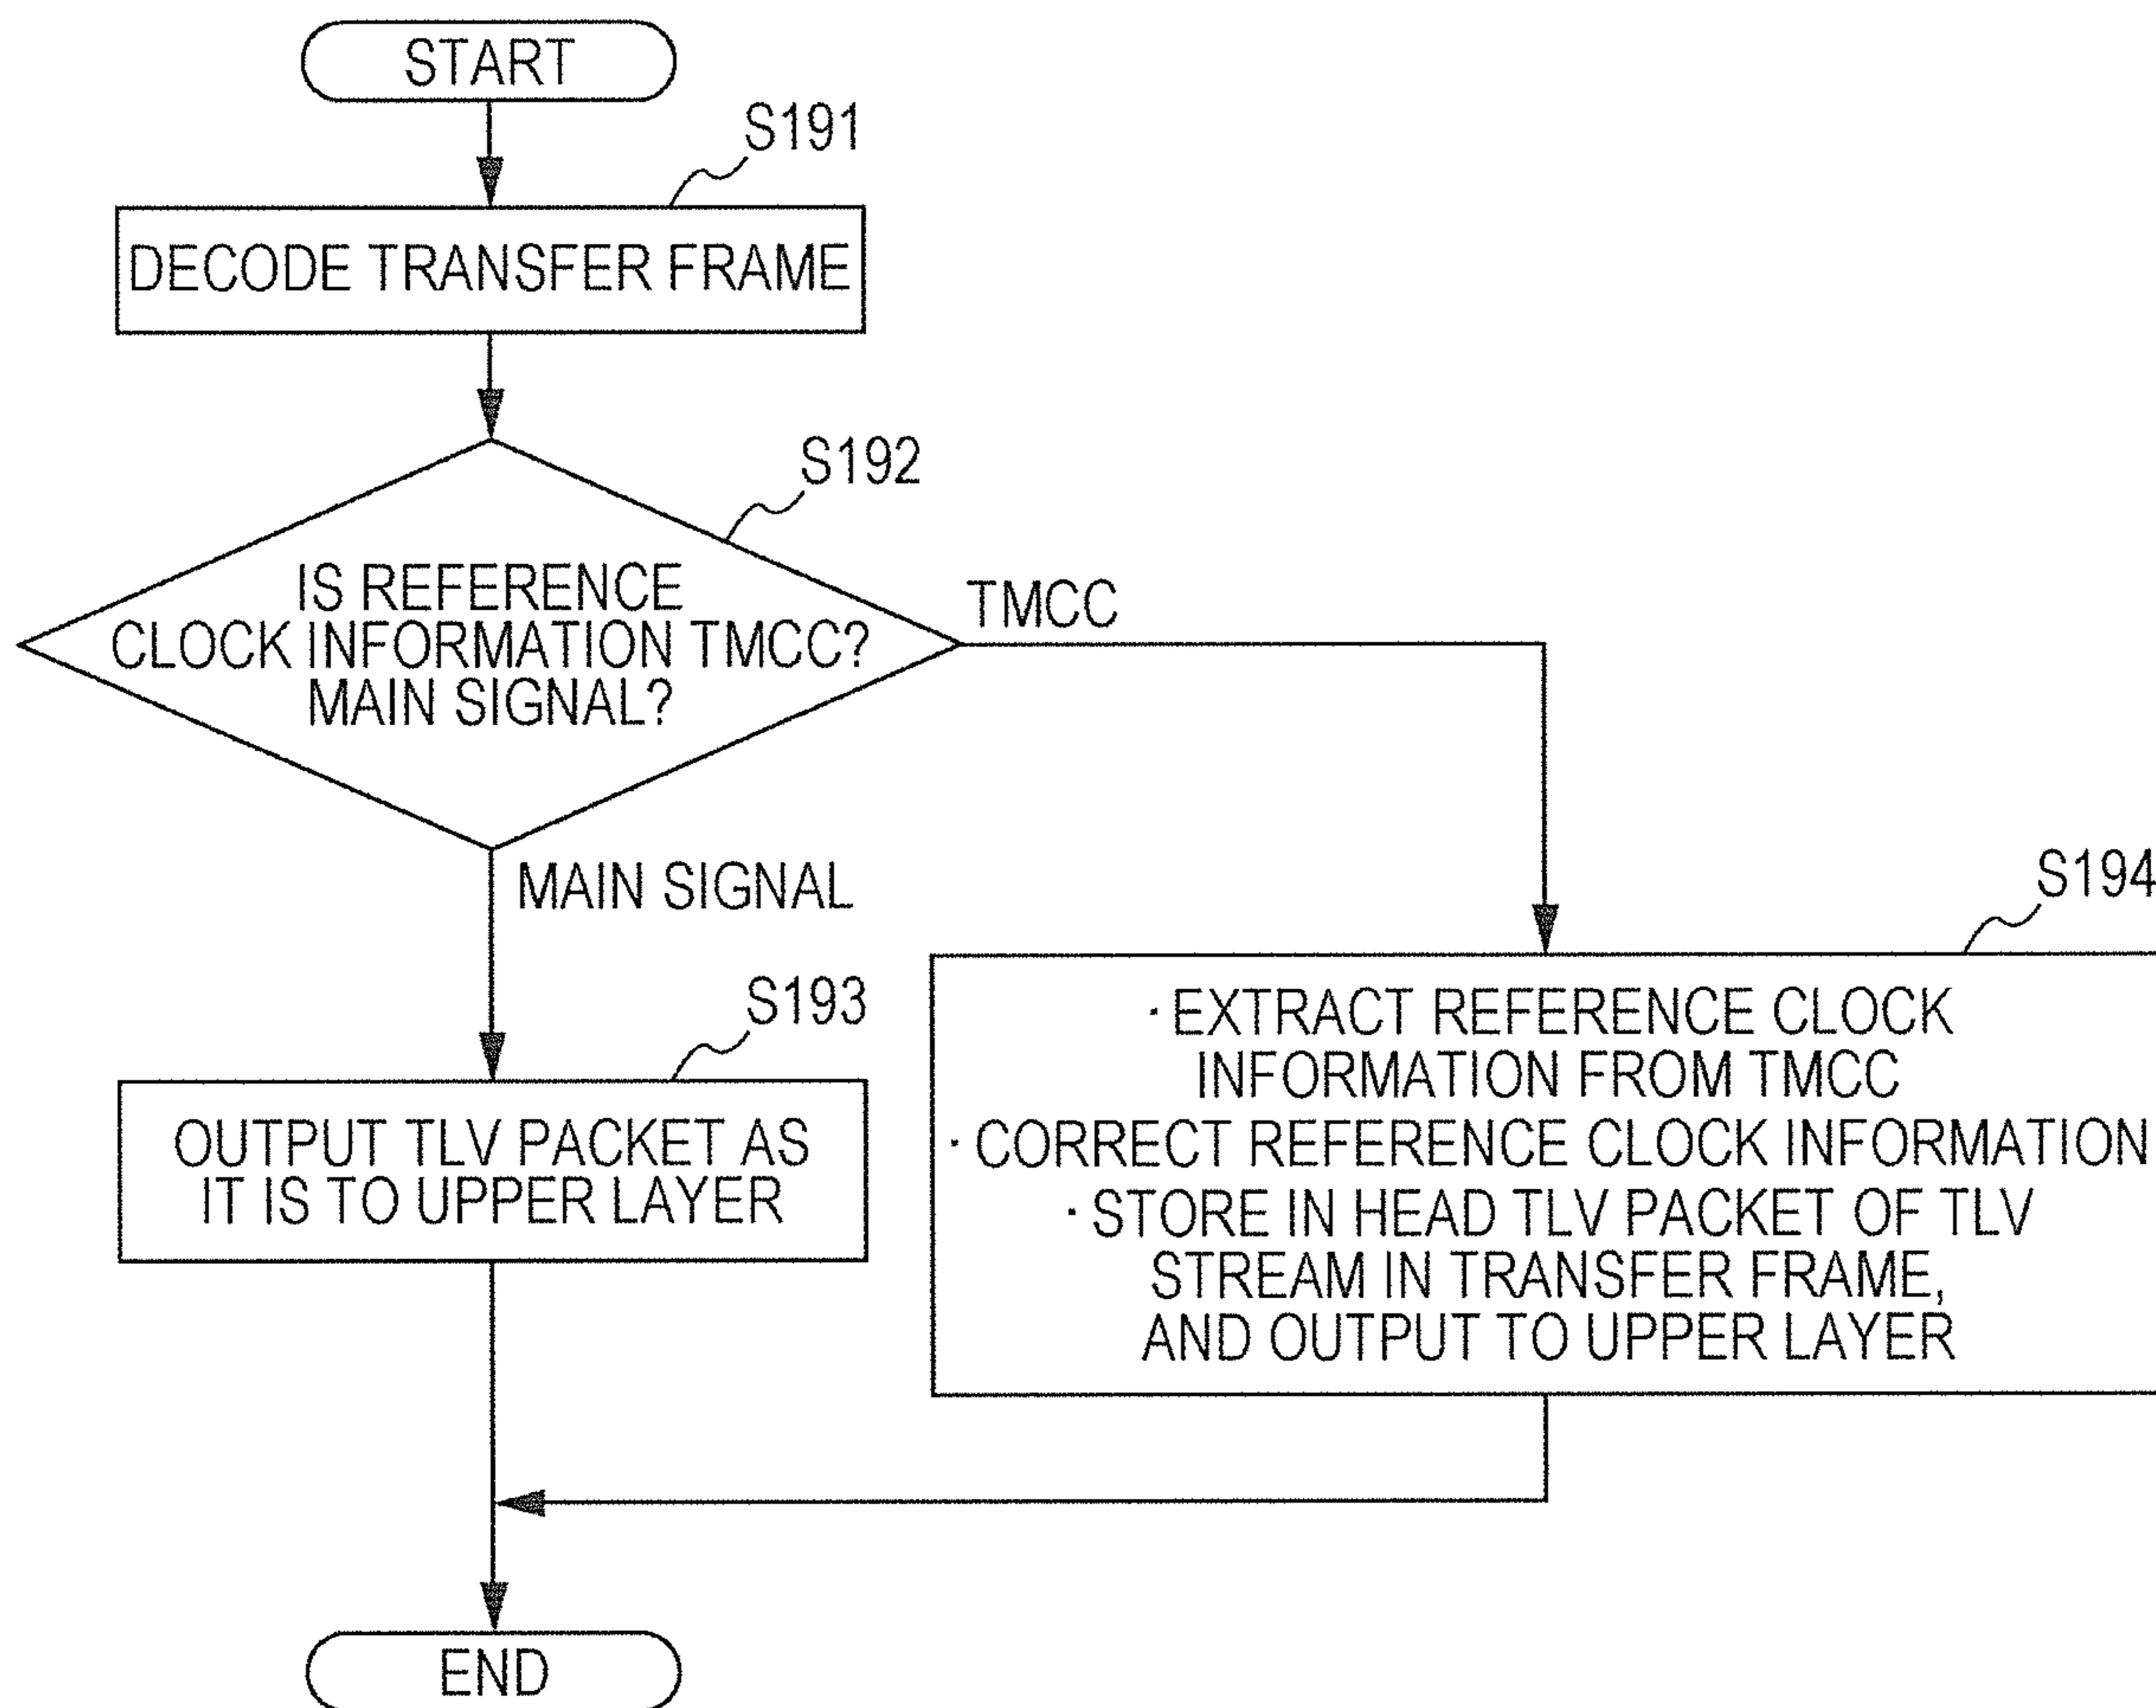 START
S191
DECODE TRANSFER FRAME
S192
IS REFERENCE
CLOCK INFORMATION TMCC?
MAIN SIGNAL?
TMCC
MAIN SIGNAL
S193
OUTPUT TLV PACKET AS
IT IS TO UPPER LAYER
S194
· EXTRACT REFERENCE CLOCK
INFORMATION FROM TMCC
· CORRECT REFERENCE CLOCK INFORMATION
· STORE IN HEAD TLV PACKET OF TLV
STREAM IN TRANSFER FRAME,
AND OUTPUT TO UPPER LAYER
END